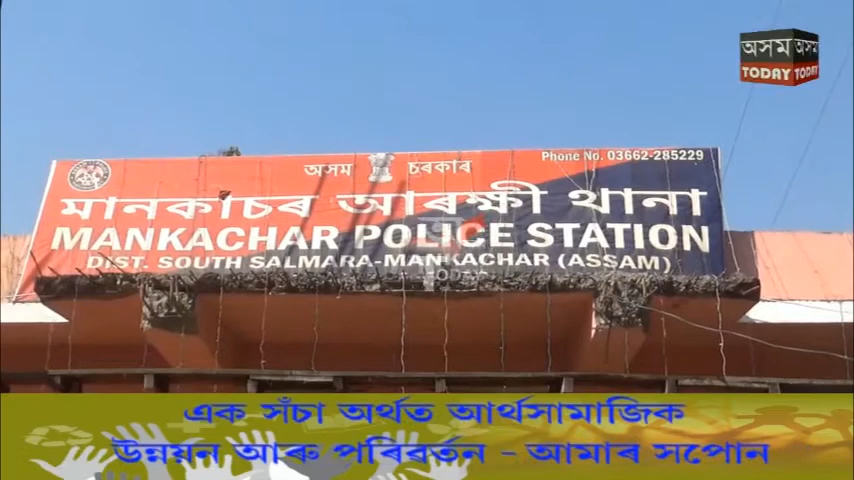 অসম অসম
TODAY TODAY
অসম চৰকাৰ
Phone No. 03662-285229
মানকাচৰ আৰক্ষী থানা
MANKACHAR POLICE STATION
DIST. SOUTH SALMARA-MANKACHAR (ASSAM)
এক সঁচা অৰ্থত আৰ্থসামাজিক
উন্নয়ন আৰু পৰিৱৰ্তন - আমাৰ সপোন